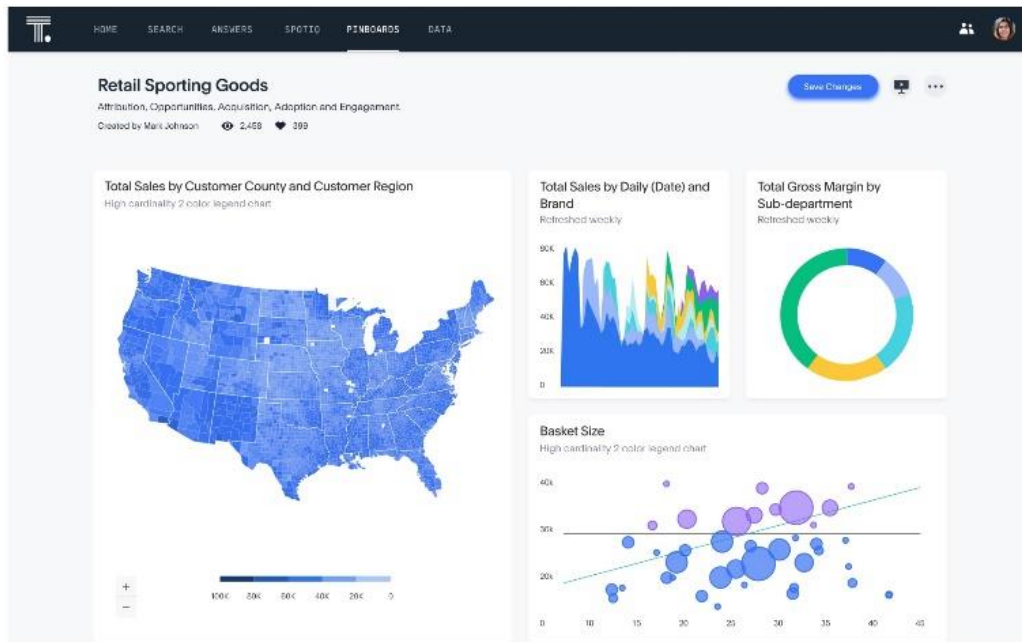 HOME SEARCH ANSWERS SPOTIQ PINBOARDS DATA
Retail Sporting Goods
Save Changes
Attribution, Opportunities, Acquisition, Adoption and Engagement.
Created by Mark Johnson 2,458 399
Total Sales by Customer County and Customer Region
High cardinality 2 color legend chart
100K 80K 60K 40K 20K 0
+
−
Total Sales by Daily (Date) and
Brand
Refreshed weekly
80K
60K
40K
20K
0
Total Gross Margin by
Sub-department
Refreshed weekly
Basket Size
High cardinality 2 color legend chart
40k
30k
20k
0 10 15 20 25 30 35 40 45